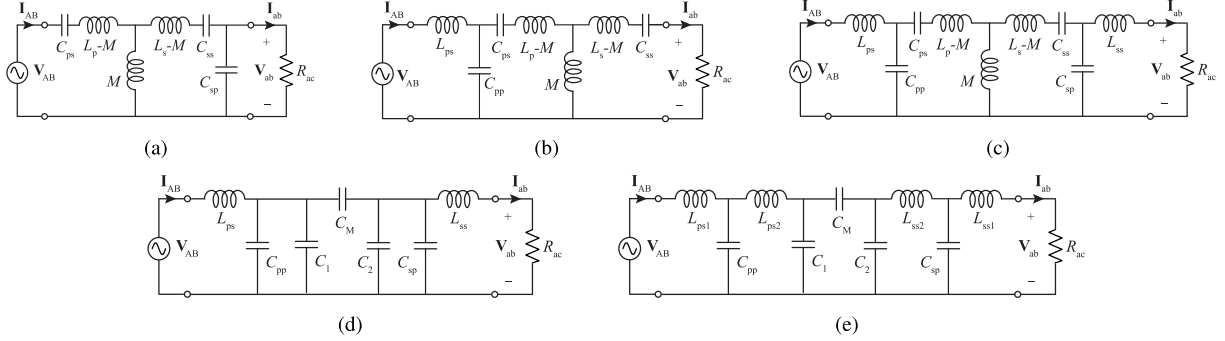 I_AB C_ps L_p-M L_s-M C_ss I_ab
V_AB M C_sp + V_ab − R_ac
(a)
I_AB L_ps C_ps L_p-M L_s-M C_ss I_ab
V_AB C_pp M + V_ab − R_ac
(b)
I_AB L_ps C_ps L_p-M L_s-M C_ss L_ss I_ab
V_AB C_pp M C_sp + V_ab − R_ac
(c)
I_AB L_ps C_M L_ss I_ab
V_AB C_pp C_1 C_2 C_sp + V_ab − R_ac
(d)
I_AB L_ps1 L_ps2 C_M L_ss2 L_ss1 I_ab
V_AB C_pp C_1 C_2 C_sp + V_ab − R_ac
(e)